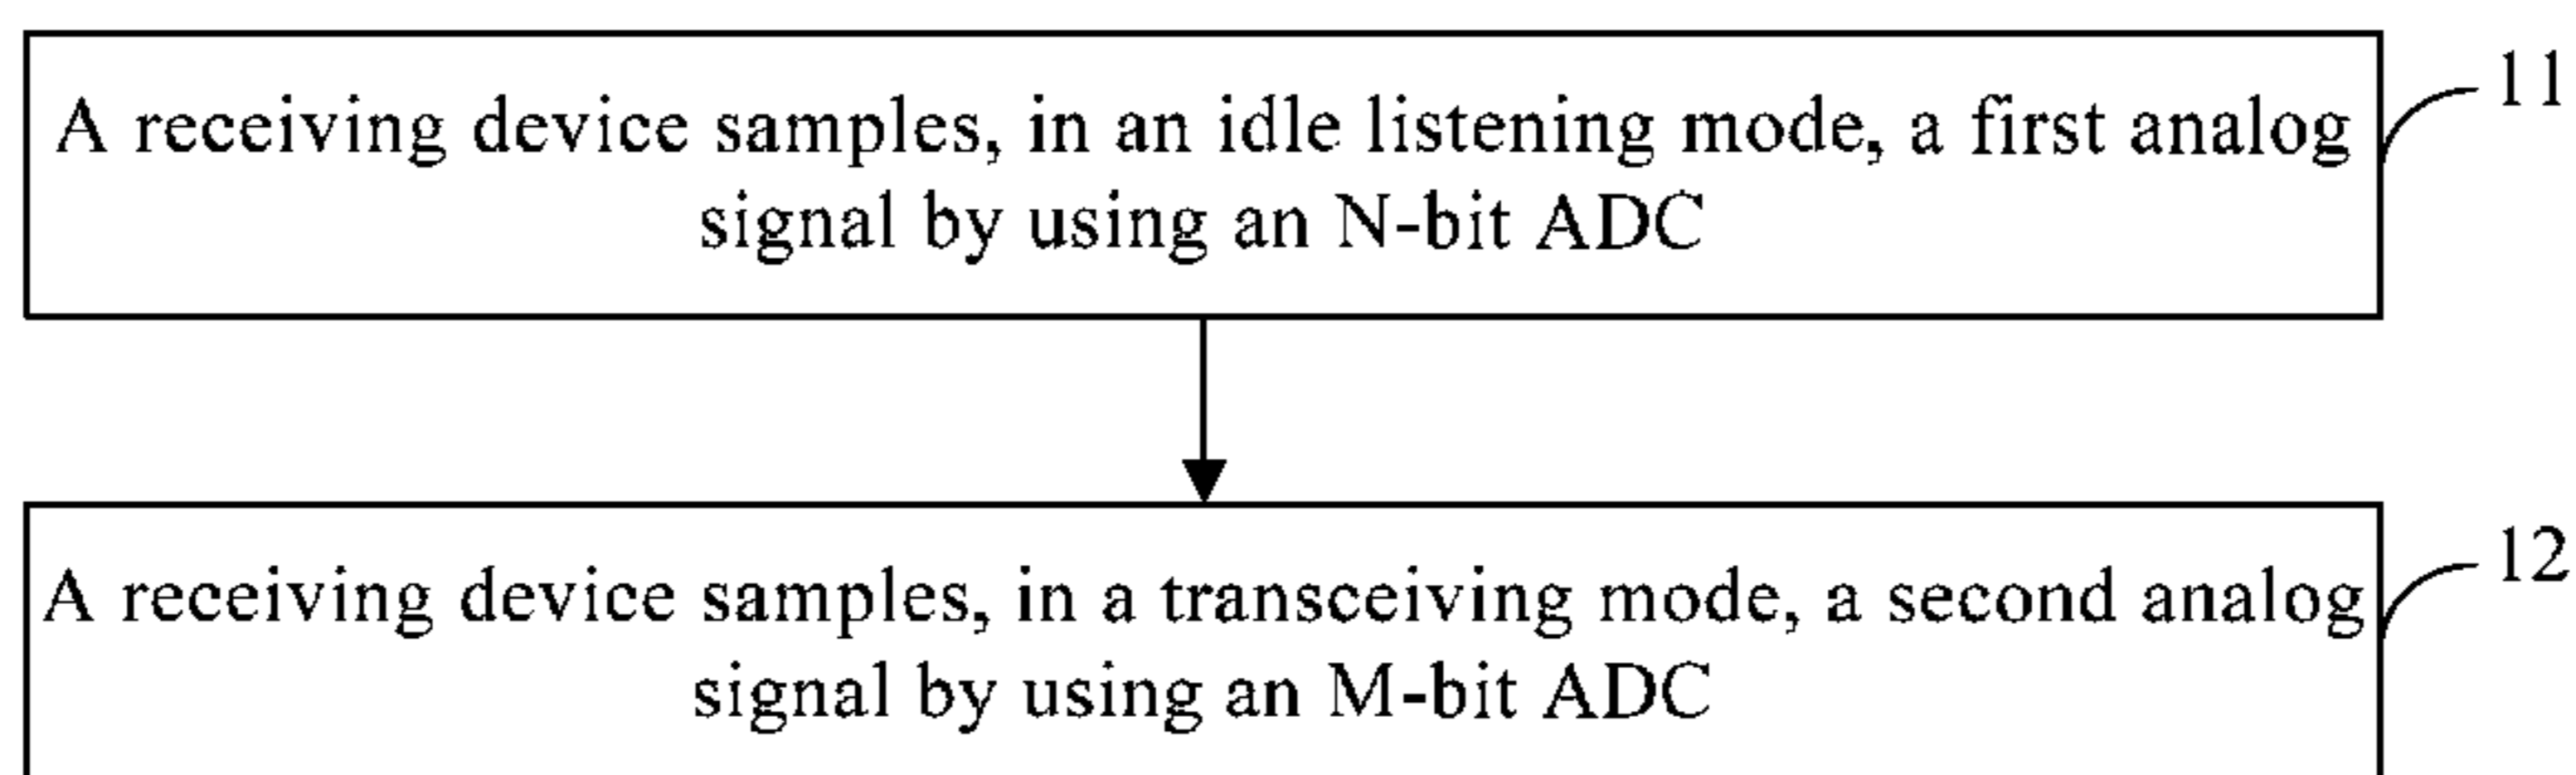 A receiving device samples, in an idle listening mode, a first analog
signal by using an N-bit ADC
11
A receiving device samples, in a transceiving mode, a second analog
signal by using an M-bit ADC
12